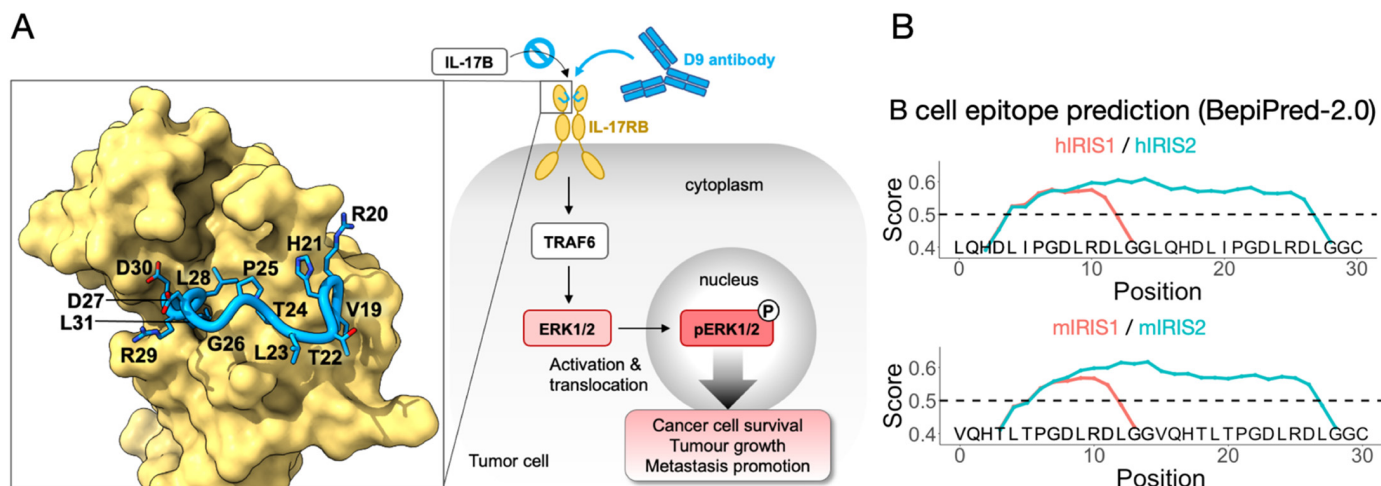 A
IL-17B
D9 antibody
IL-17RB
R20
H21
D30
L28
P25
D27
T24
V19
L31
G26
L23
T22
R29
cytoplasm
TRAF6
nucleus
P
ERK1/2
pERK1/2
Activation &
translocation
Cancer cell survival
Tumour growth
Metastasis promotion
Tumor cell
B
B cell epitope prediction (BepiPred-2.0)
hIRIS1 / hIRIS2
Score
0.6
0.5
0.4
LQHDLIPGDLRDLGGLQHDLIPGDLRDLGGC
0 10 20 30
Position
mIRIS1 / mIRIS2
Score
0.6
0.5
0.4
VQHTLTPGDLRDLGGVQHTLTPGDLRDLGGC
0 10 20 30
Position